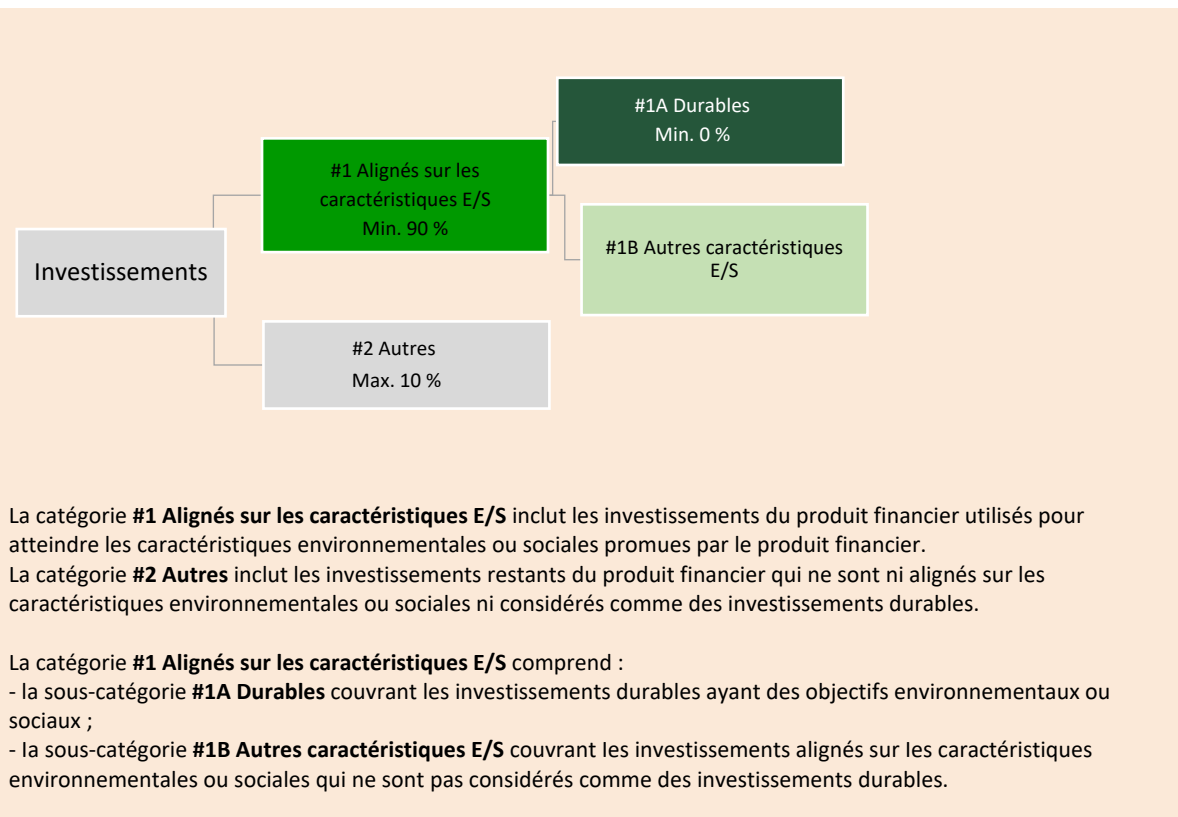 #1A Durables
Min. 0 %
#1 Alignés sur les
caractéristiques E/S
Min. 90 %
#1B Autres caractéristiques
E/S
Investissements
#2 Autres
Max. 10 %
La catégorie #1 Alignés sur les caractéristiques E/S inclut les investissements du produit financier utilisés pour
atteindre les caractéristiques environnementales ou sociales promues par le produit financier.
La catégorie #2 Autres inclut les investissements restants du produit financier qui ne sont ni alignés sur les
caractéristiques environnementales ou sociales ni considérés comme des investissements durables.
La catégorie #1 Alignés sur les caractéristiques E/S comprend :
- la sous-catégorie #1A Durables couvrant les investissements durables ayant des objectifs environnementaux ou
sociaux ;
- la sous-catégorie #1B Autres caractéristiques E/S couvrant les investissements alignés sur les caractéristiques
environnementales ou sociales qui ne sont pas considérés comme des investissements durables.